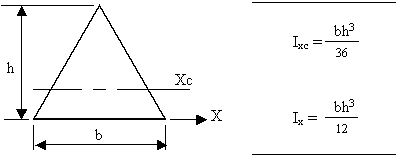 h
Xc
X
b
Ixc = bh³/36
Ix = bh³/12